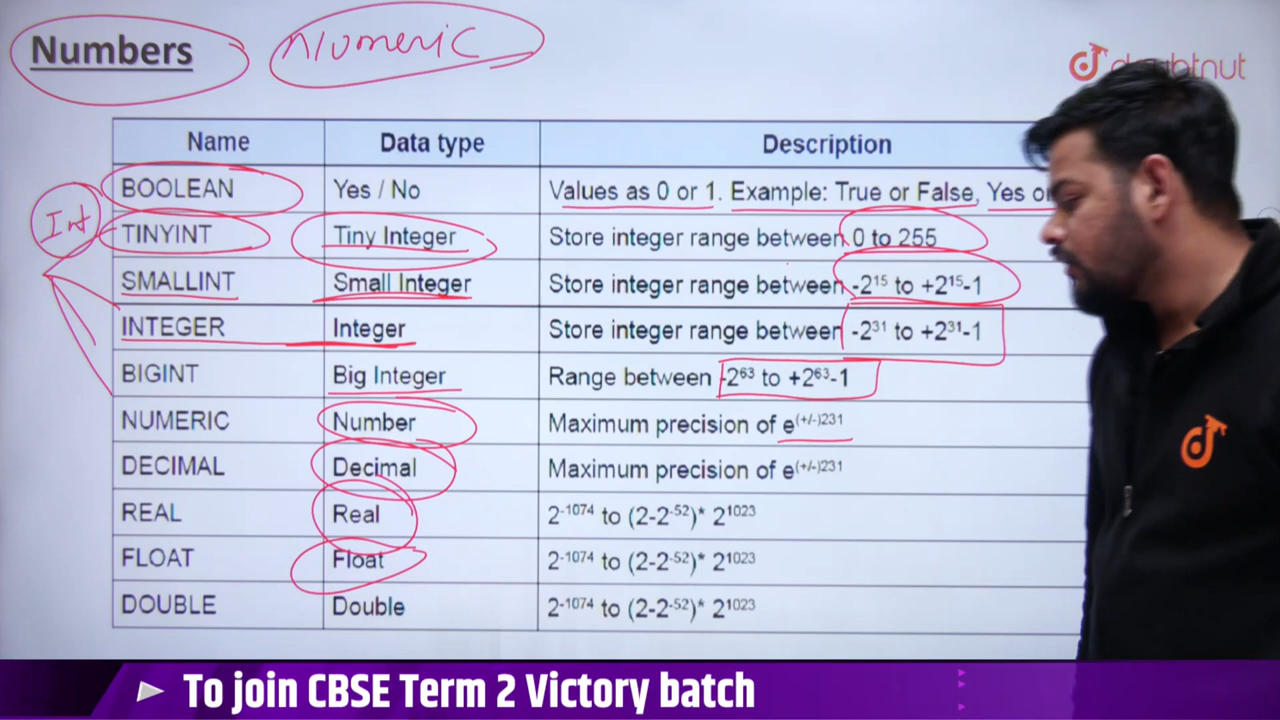 Numbers
Numeric
doubtnut
Name Data type Description
BOOLEAN Yes / No Values as 0 or 1. Example: True or False, Yes or
Int
TINYINT Tiny Integer Store integer range between 0 to 255
SMALLINT Small Integer Store integer range between -2¹⁵ to +2¹⁵-1
INTEGER Integer Store integer range between -2³¹ to +2³¹-1
BIGINT Big Integer Range between -2⁶³ to +2⁶³-1
NUMERIC Number Maximum precision of e⁽⁺/⁻⁾²³¹
DECIMAL Decimal Maximum precision of e⁽⁺/⁻⁾²³¹
REAL Real 2⁻¹⁰⁷⁴ to (2-2⁻⁵²)* 2¹⁰²³
FLOAT Float 2⁻¹⁰⁷⁴ to (2-2⁻⁵²)* 2¹⁰²³
DOUBLE Double 2⁻¹⁰⁷⁴ to (2-2⁻⁵²)* 2¹⁰²³
To join CBSE Term 2 Victory batch